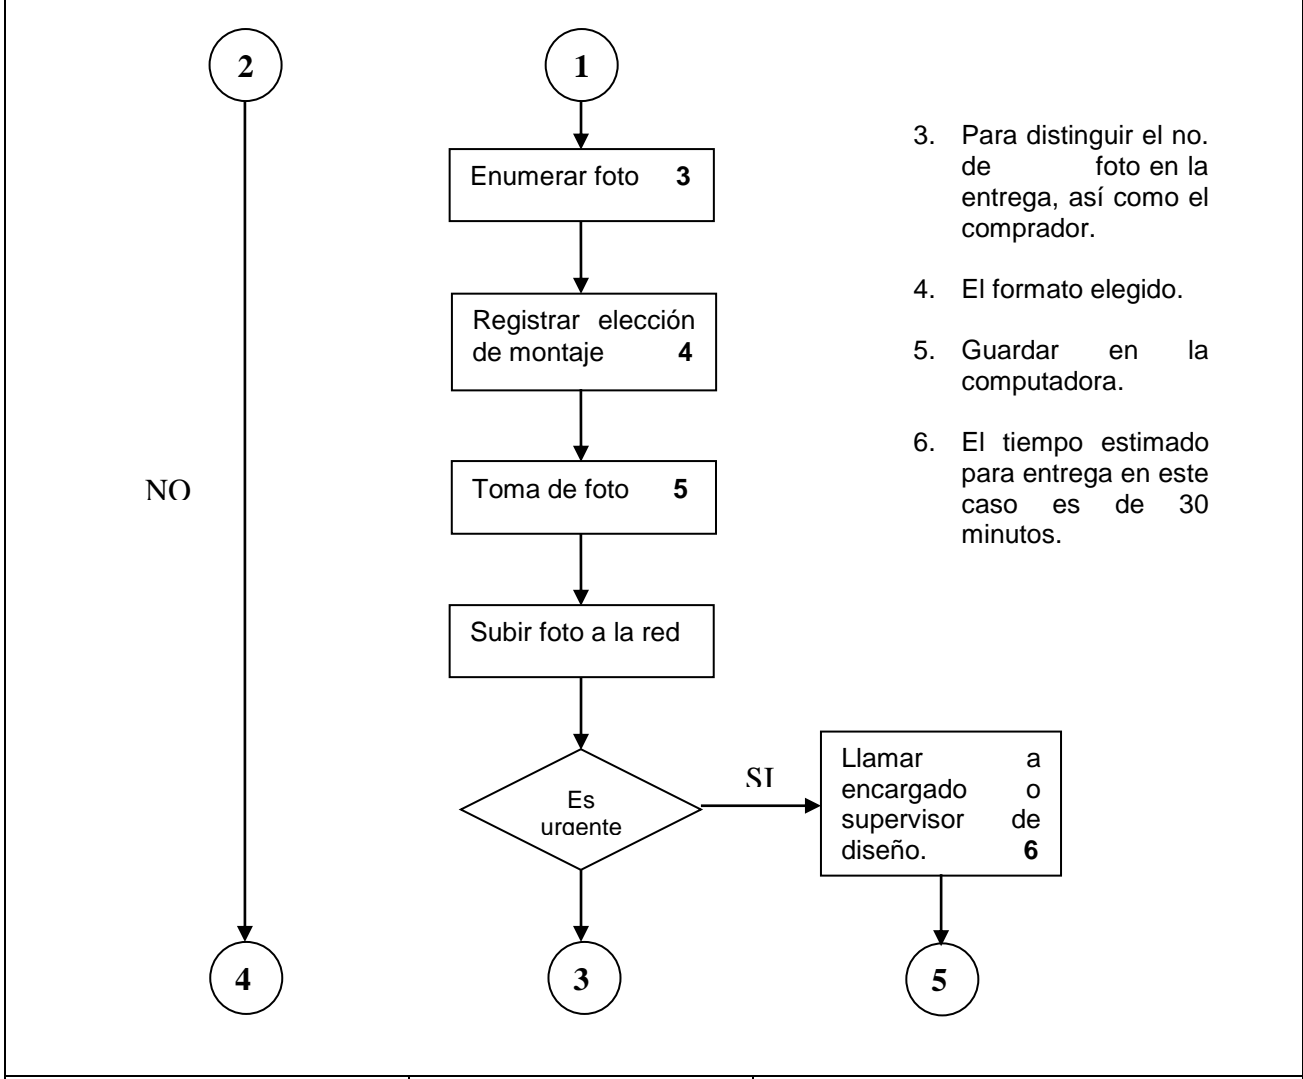 2
1
Enumerar foto 3
Registrar elección
de montaje 4
Toma de foto 5
Subir foto a la red
Es
urgente
SI
Llamar a
encargado o
supervisor de
diseño. 6
NO
4
3
5
3. Para distinguir el no.
de foto en la
entrega, así como el
comprador.
4. El formato elegido.
5. Guardar en la
computadora.
6. El tiempo estimado
para entrega en este
caso es de 30
minutos.